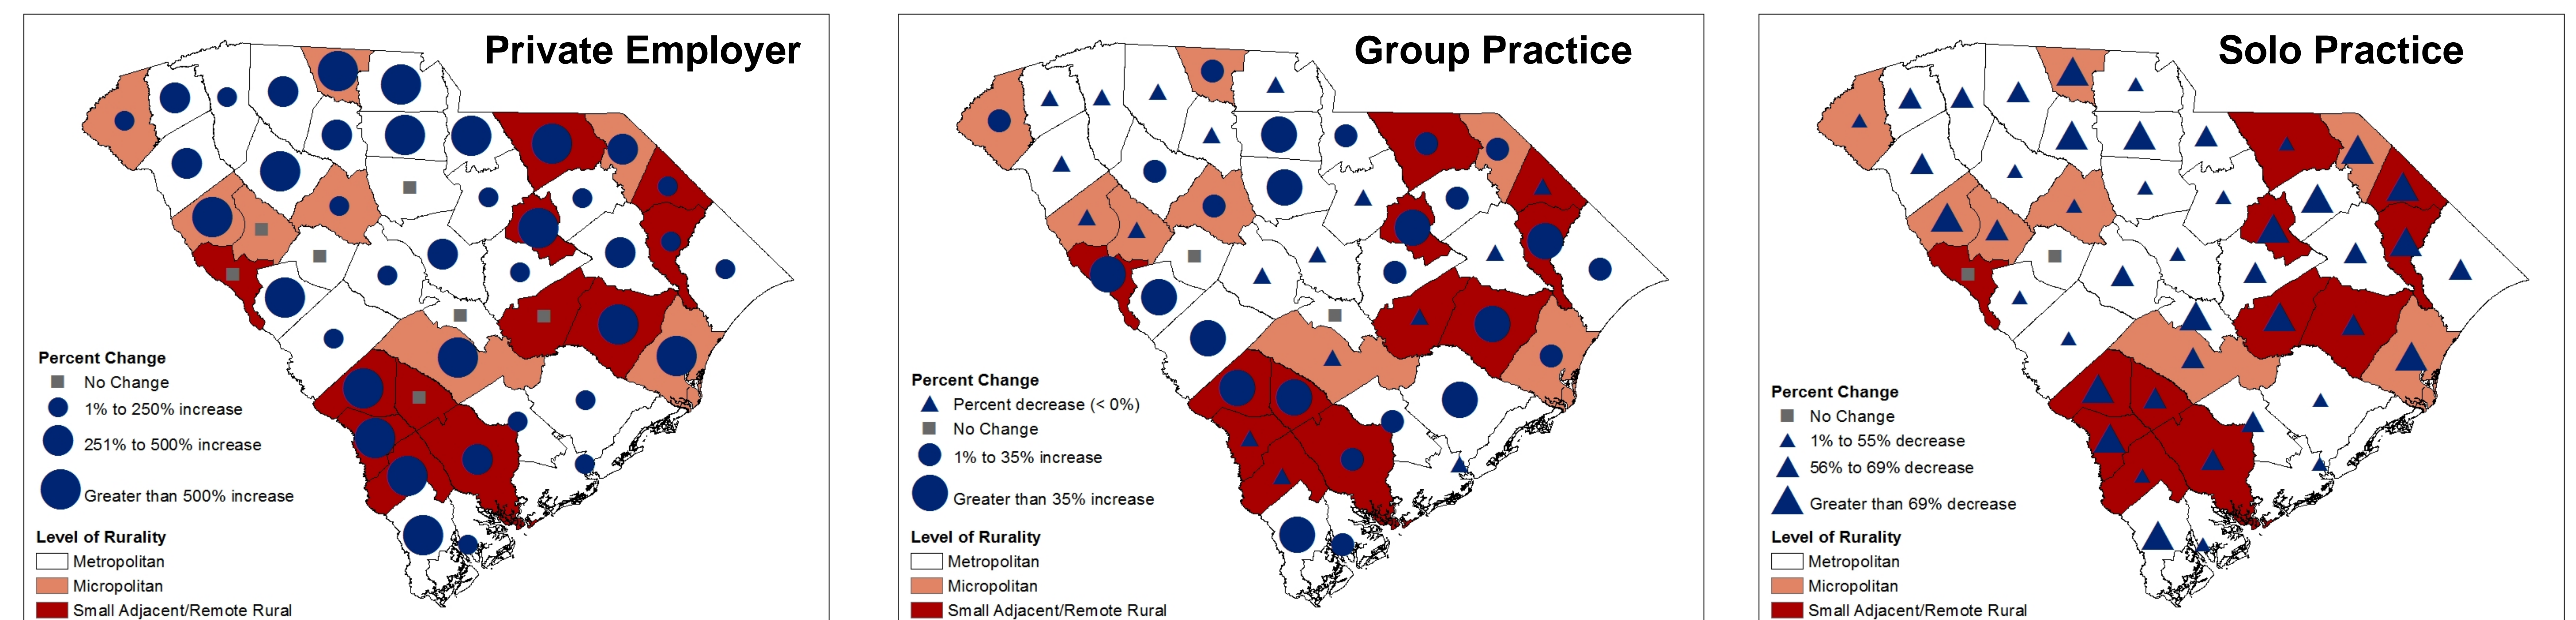 Private Employer
Percent Change
No Change
1% to 250% increase
251% to 500% increase
Greater than 500% increase
Level of Rurality
Metropolitan
Micropolitan
Small Adjacent/Remote Rural
Group Practice
Percent Change
Percent decrease (< 0%)
No Change
1% to 35% increase
Greater than 35% increase
Level of Rurality
Metropolitan
Micropolitan
Small Adjacent/Remote Rural
Solo Practice
Percent Change
No Change
1% to 55% decrease
56% to 69% decrease
Greater than 69% decrease
Level of Rurality
Metropolitan
Micropolitan
Small Adjacent/Remote Rural